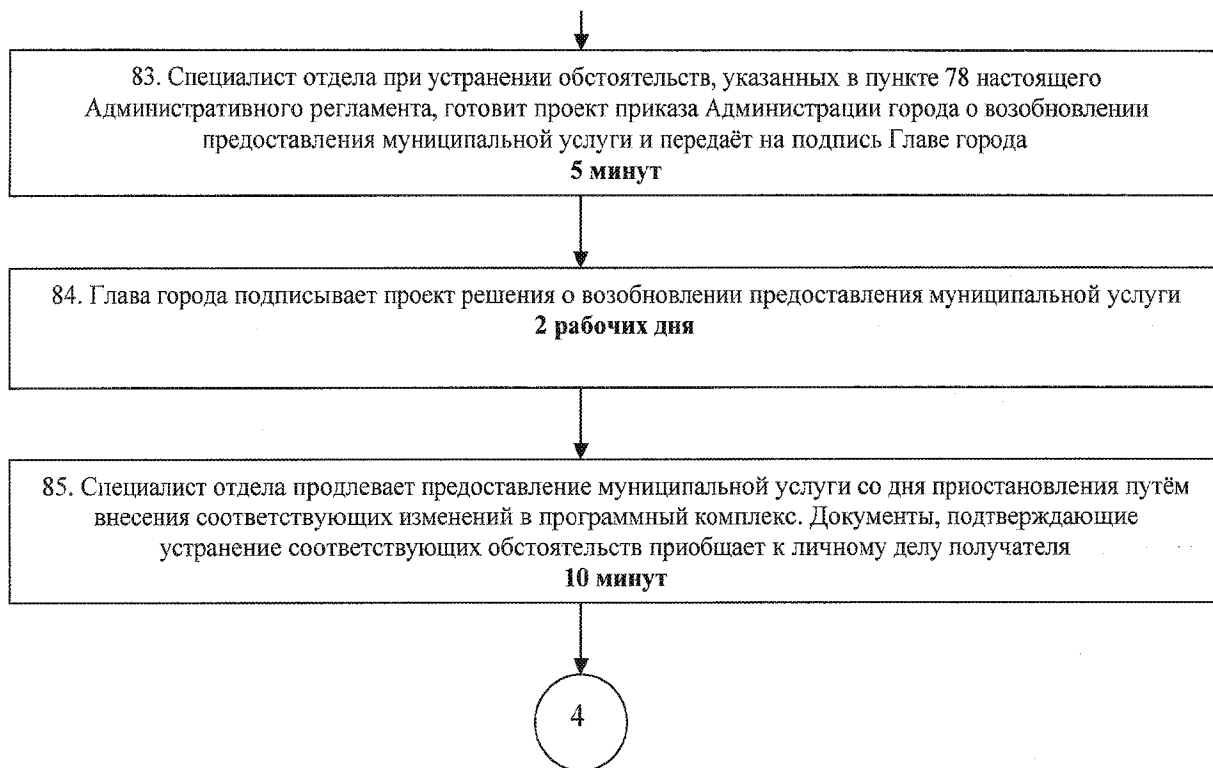 83. Специалист отдела при устранении обстоятельств, указанных в пункте 78 настоящего
Административного регламента, готовит проект приказа Администрации города о возобновлении
предоставления муниципальной услуги и передаёт на подпись Главе города
5 минут
84. Глава города подписывает проект решения о возобновлении предоставления муниципальной услуги
2 рабочих дня
85. Специалист отдела продлевает предоставление муниципальной услуги со дня приостановления путём
внесения соответствующих изменений в программный комплекс. Документы, подтверждающие
устранение соответствующих обстоятельств приобщает к личному делу получателя
10 минут
4